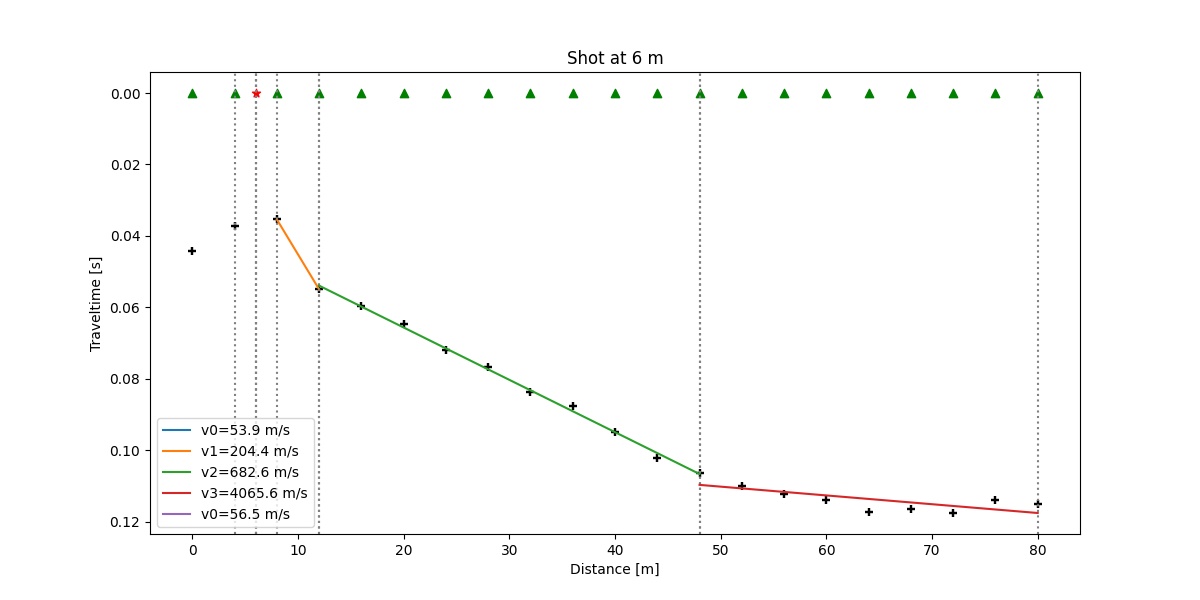 Shot at 6 m
0.00
0.02
0.04
0.06
0.08
0.10
0.12
Traveltime [s]
v0=53.9 m/s
v1=204.4 m/s
v2=682.6 m/s
v3=4065.6 m/s
v0=56.5 m/s
0 10 20 30 40 50 60 70 80
Distance [m]